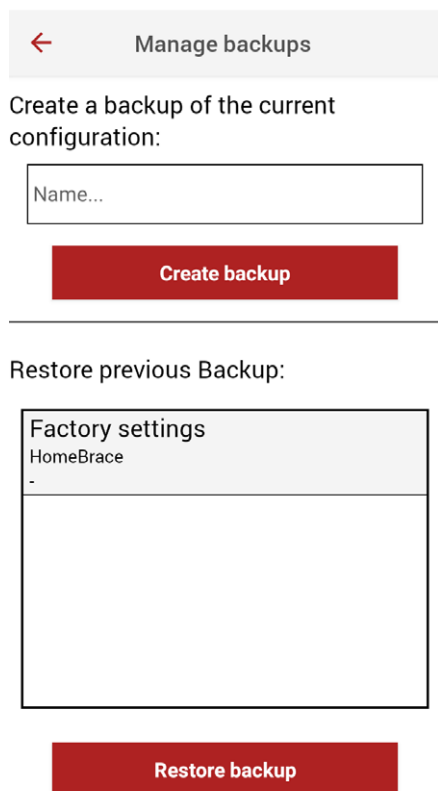 Manage backups
Create a backup of the current
configuration:
Name...
Create backup
Restore previous Backup:
Factory settings
HomeBrace
-
Restore backup